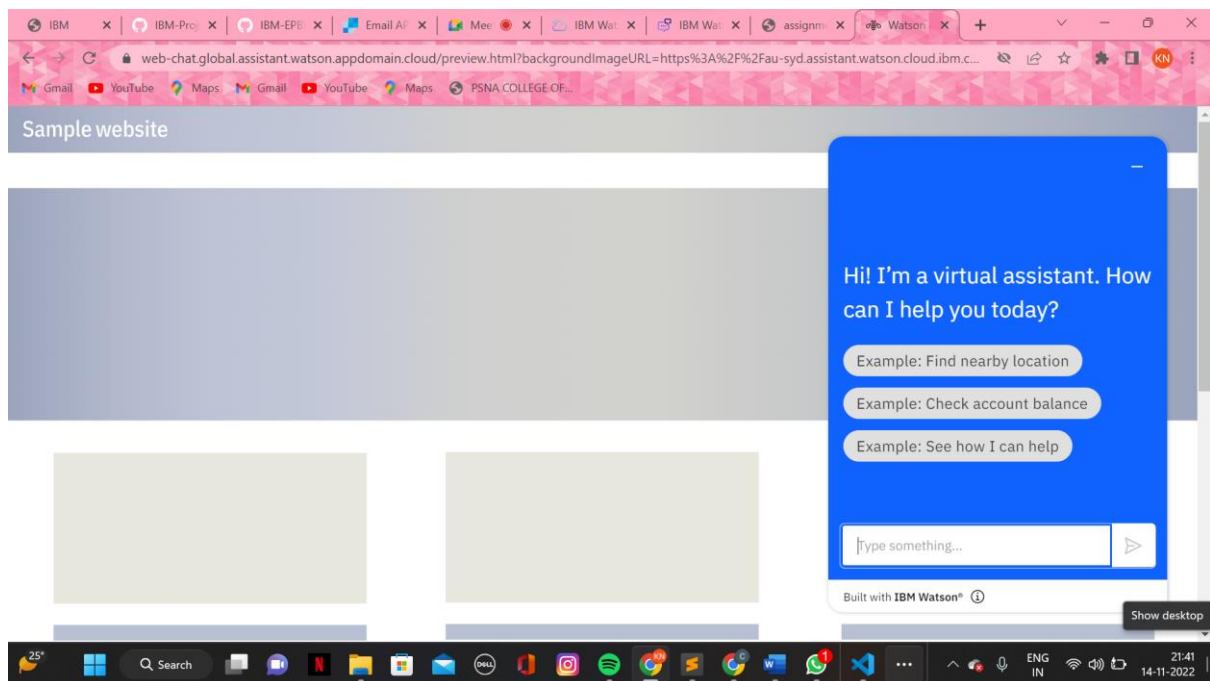 IBM
IBM-Proj
IBM-EPB
Email AP
Mee
IBM Wat
IBM Wat
assignm
Watson
web-chat.global.assistant.watson.appdomain.cloud/preview.html?backgroundImageURL=https%3A%2F%2Fau-syd.assistant.watson.cloud.ibm.c...
KN
Gmail
YouTube
Maps
Gmail
YouTube
Maps
PSNA COLLEGE OF...
Sample website
Hi! I'm a virtual assistant. How
can I help you today?
Example: Find nearby location
Example: Check account balance
Example: See how I can help
Type something...
Built with IBM Watson®
Show desktop
25°
Search
DELL
ENG
IN
21:41
14-11-2022